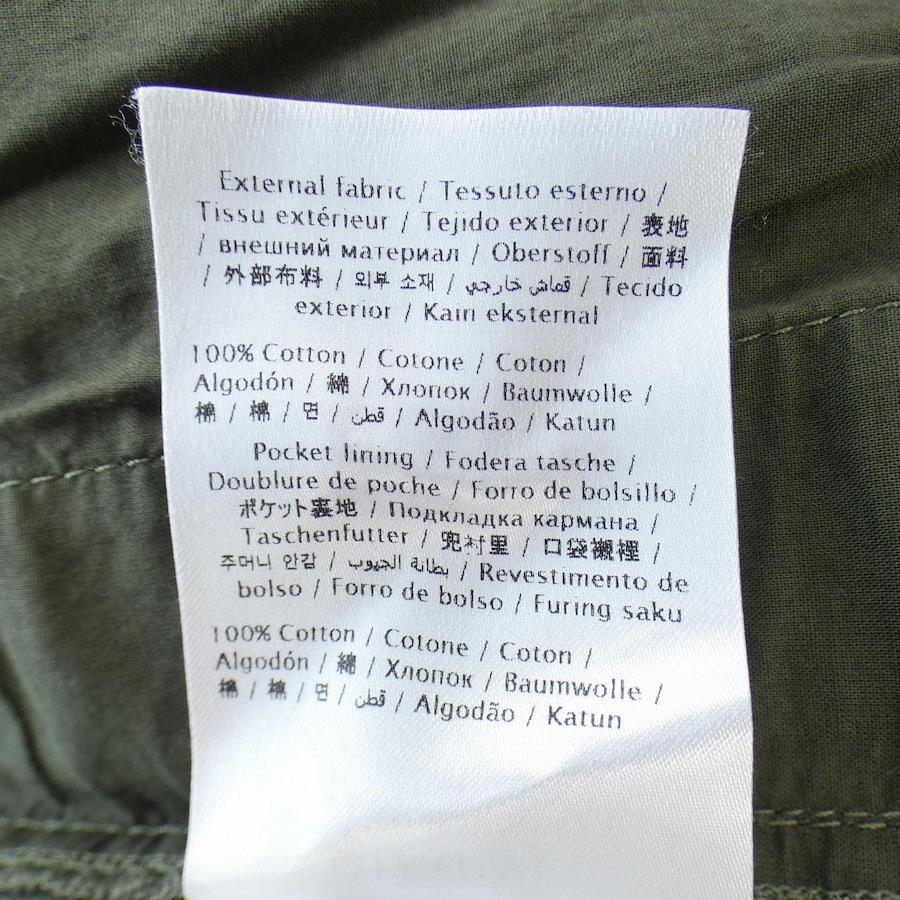 External fabric / Tessuto esterno /
Tissu extérieur / Tejido exterior / 表地
/ внешний материал / Oberstoff / 面料
/ 外部布料 / 외부 소재 / قماش خارجي / Tecido
exterior / Kain eksternal
100% Cotton / Cotone / Coton /
Algodón / 綿 / Хлопок / Baumwolle /
棉 / 棉 / 면 / قطن / Algodão / Katun
Pocket lining / Fodera tasche /
Doublure de poche / Forro de bolsillo /
ポケット裏地 / Подкладка кармана /
Taschenfutter / 兜衬里 / 口袋襯裡 /
주머니 안감 / بطانة الجيوب / Revestimento de
bolso / Forro de bolso / Furing saku
100% Cotton / Cotone / Coton /
Algodón / 綿 / Хлопок / Baumwolle /
棉 / 棉 / 면 / قطن / Algodão / Katun